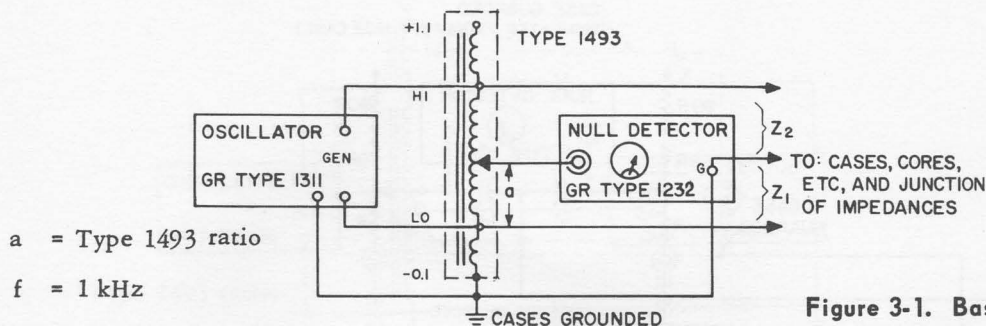 +1.1
TYPE 1493
HI
OSCILLATOR
GEN
GR TYPE 1311
NULL DETECTOR
G
GR TYPE 1232
a
Z2
TO: CASES, CORES,
ETC, AND JUNCTION
OF IMPEDANCES
Z1
LO
-0.1
a = Type 1493 ratio
f = 1 kHz
CASES GROUNDED
Figure 3-1. Bas